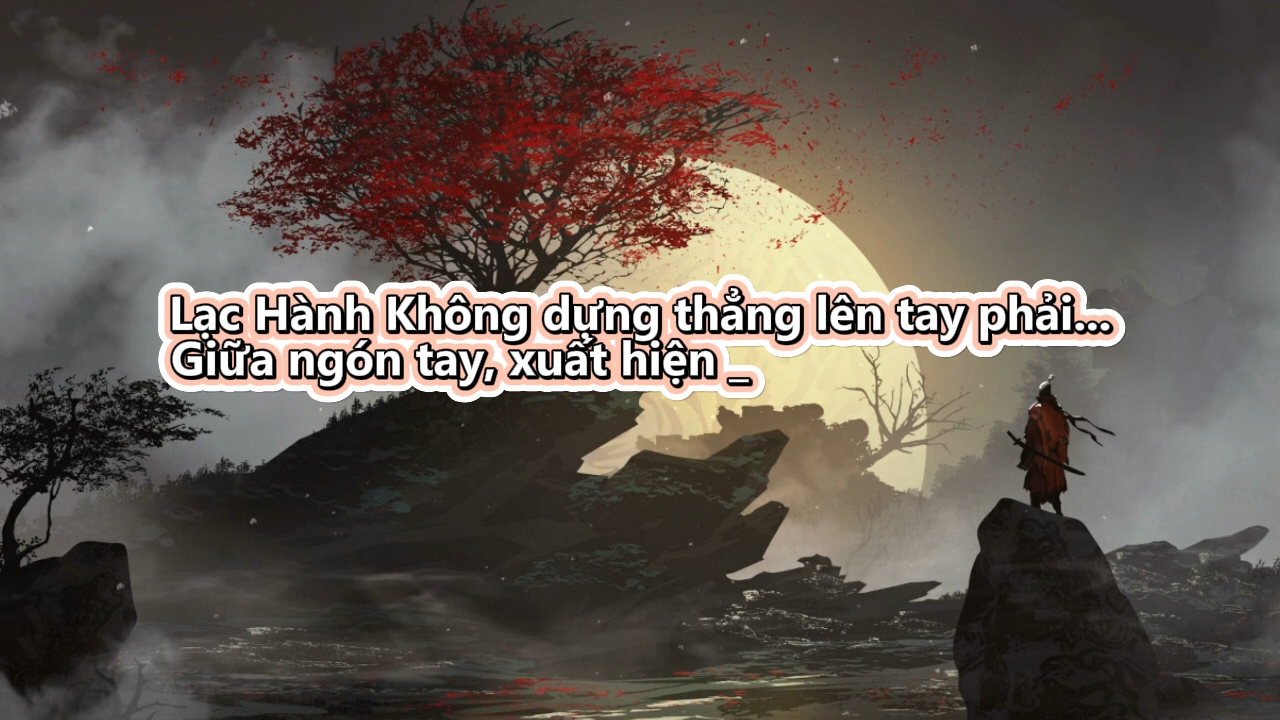 Lạc Hành Không dựng thẳng lên tay phải...
Giữa ngón tay, xuất hiện _